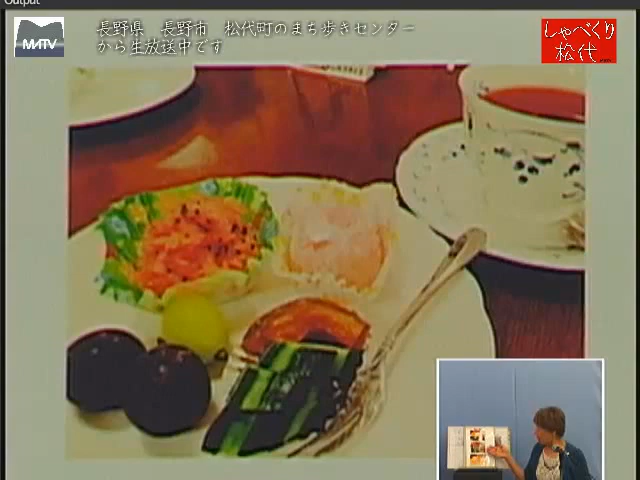 Output
MATV
長野県 長野市 松代町のまち歩きセンター
から生放送中です
しゃべくり
松代